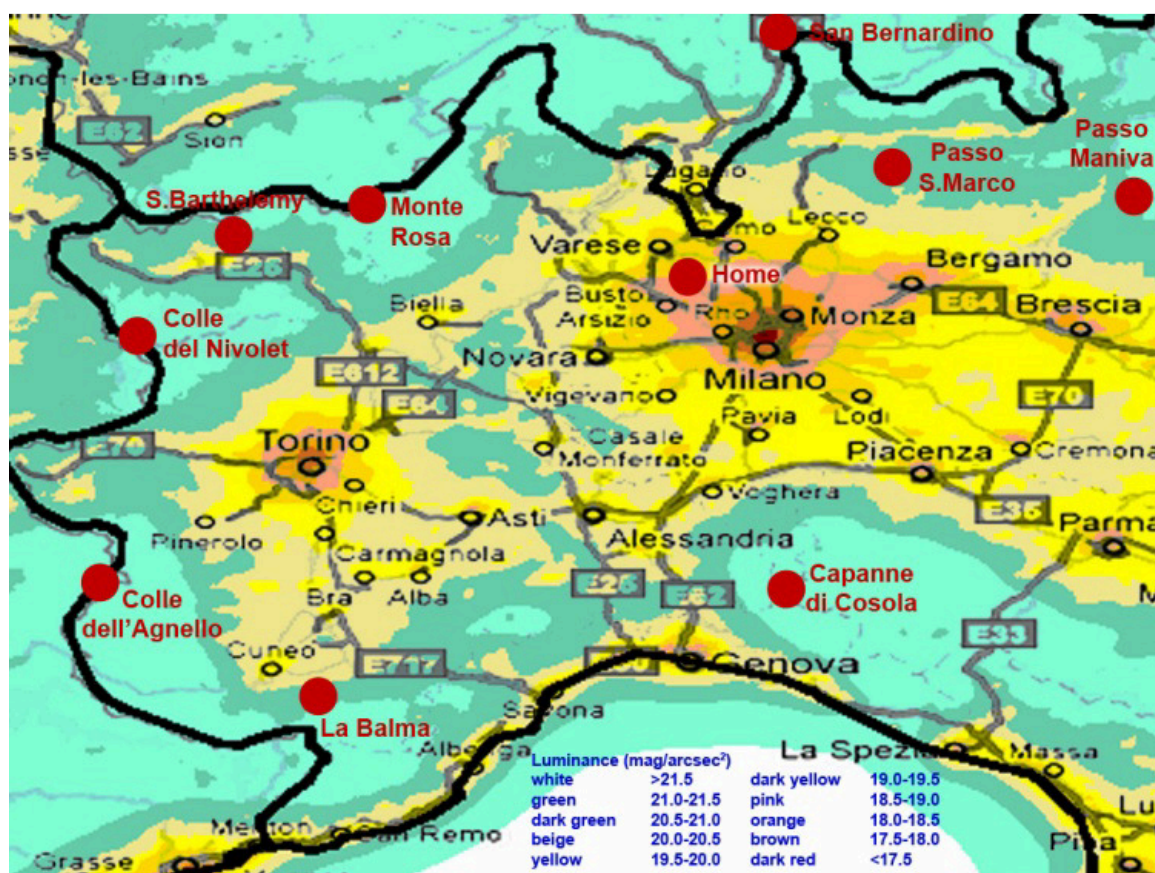 San Bernardino
onon-les-Bains
E62
Sion
Passo
Maniva
Passo
S.Marco
Lugano
S.Barthelemy
Monte
Rosa
Lecco
Varese
Como
E25
Home
Bergamo
Biella
Busto
Arsizio
Rho
Monza
E64
Brescia
Colle
del Nivolet
Novara
Milano
E612
E64
Vigevano
Pavia
Lodi
E70
Torino
E70
Casale
Monferrato
Piacenza
Cremona
Chieri
Voghera
E35
Pinerolo
Asti
Alessandria
Parma
Carmagnola
Bra
Alba
E25
E62
Capanne
di Cosola
Colle
dell'Agnello
E33
Cuneo
E717
Genova
La Balma
Savona
Albenga
La Spezia
Massa
Luminance (mag/arcsec²)
white >21.5 dark yellow 19.0-19.5
green 21.0-21.5 pink 18.5-19.0
dark green 20.5-21.0 orange 18.0-18.5
beige 20.0-20.5 brown 17.5-18.0
yellow 19.5-20.0 dark red <17.5
Menton
San Remo
Lu
Pisa
Grasse